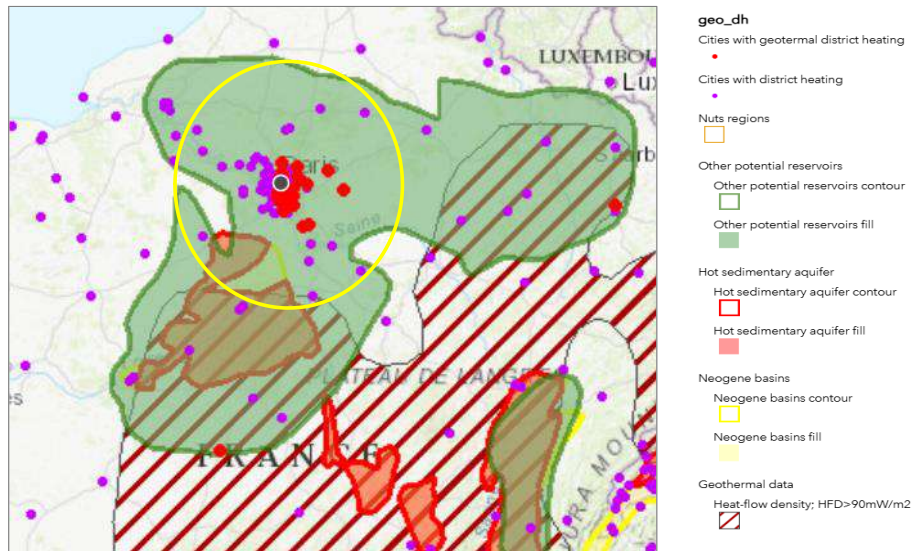 LUXEMBOU
Lux
Paris
Saarb
Seine
PLATEAU DE LANGRE
FRANCE
JURA MOUN
es
geo_dh
Cities with geotermal district heating
Cities with district heating
Nuts regions
Other potential reservoirs
Other potential reservoirs contour
Other potential reservoirs fill
Hot sedimentary aquifer
Hot sedimentary aquifer contour
Hot sedimentary aquifer fill
Neogene basins
Neogene basins contour
Neogene basins fill
Geothermal data
Heat-flow density; HFD>90mW/m2